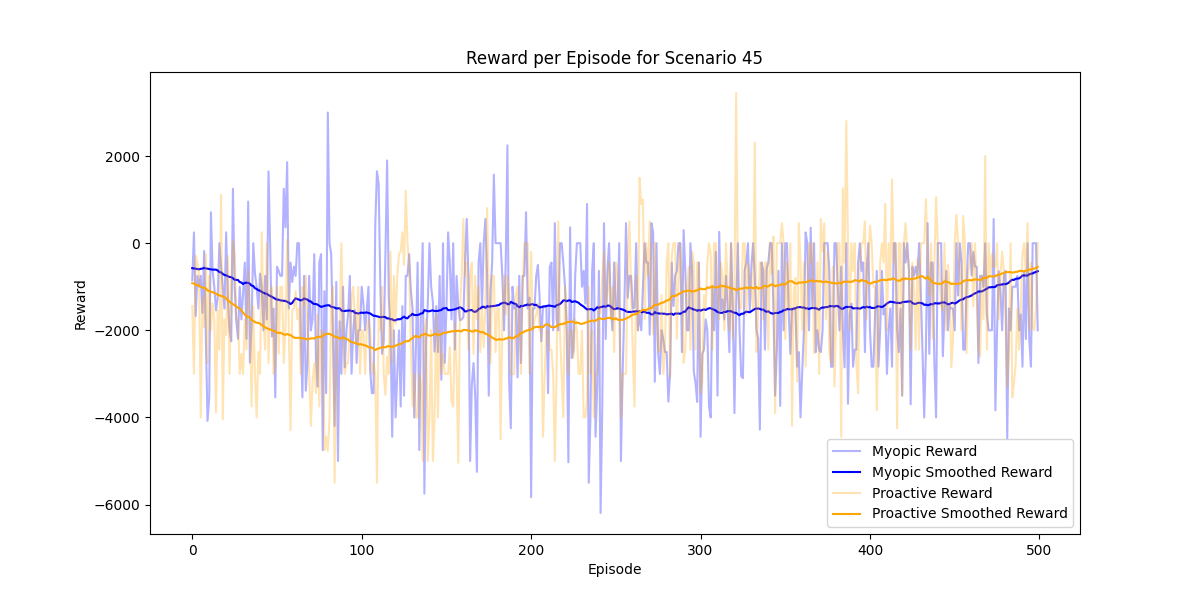 Reward per Episode for Scenario 45
Reward
2000
0
−2000
−4000
−6000
0 100 200 300 400 500
Episode
Myopic Reward
Myopic Smoothed Reward
Proactive Reward
Proactive Smoothed Reward